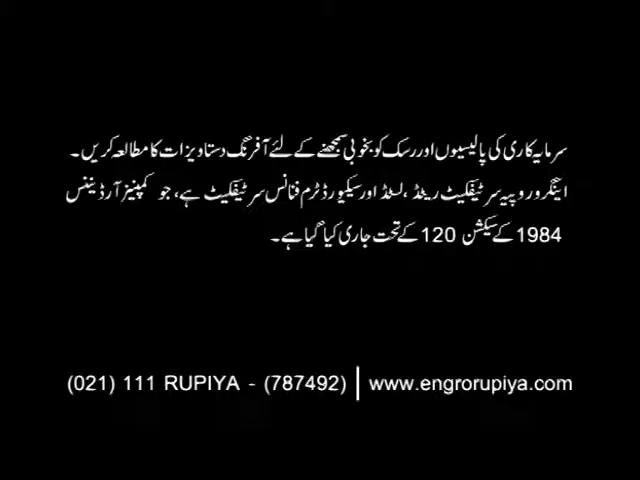 سرمایہ کاری کی پالیسیوں اور رسک کو بخوبی سمجھنے کے لئے آفرنگ دستاویزات کا مطالعہ کریں۔
اینگرو روپیہ سرٹیفکیٹ ریٹڈ، لسٹڈ اور سیکیورڈ ٹرم فنانس سرٹیفکیٹ ہے، جو کمپنیز آرڈیننس
1984 کے سیکشن 120 کے تحت جاری کیا گیا ہے۔
(021) 111 RUPIYA - (787492) | www.engrorupiya.com